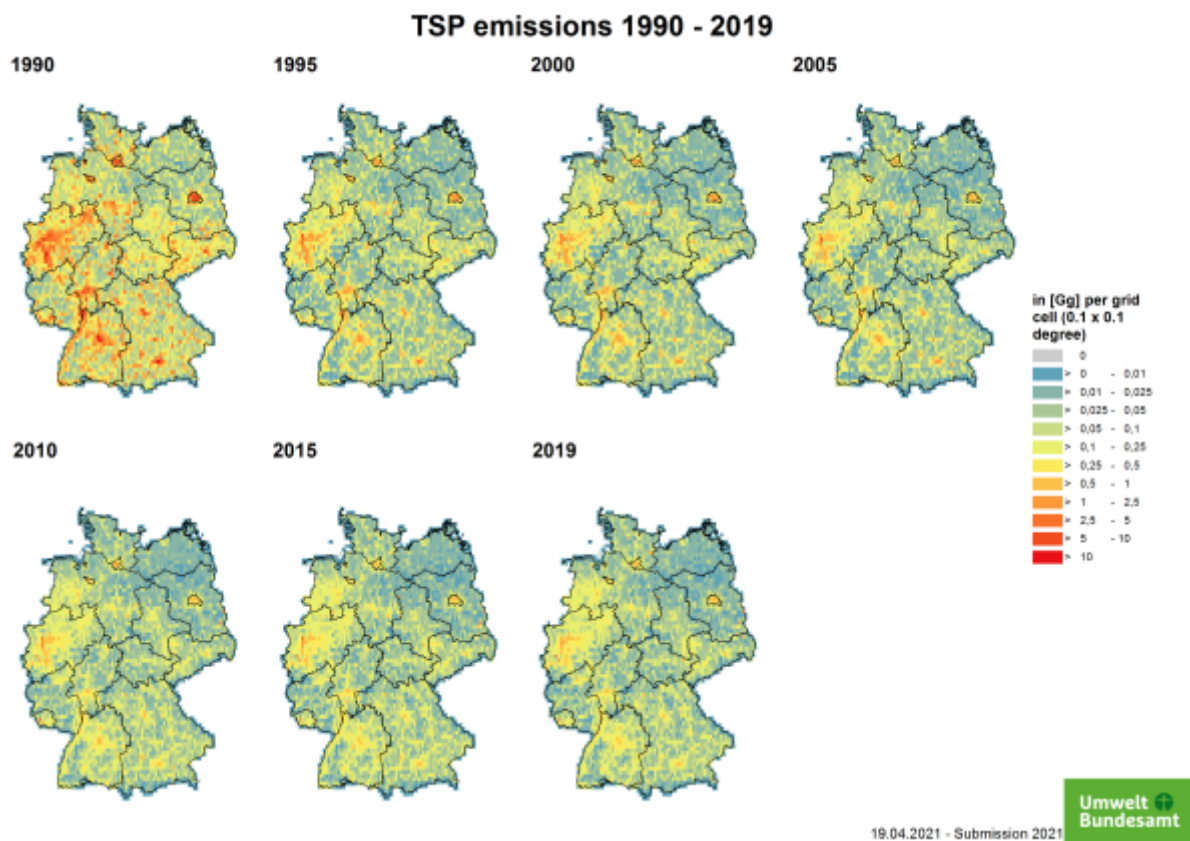 TSP emissions 1990 - 2019
1990
1995
2000
2005
in [Gg] per grid
cell (0.1 x 0.1
degree)
0
> 0 - 0,01
> 0,01 - 0,025
> 0,025 - 0,05
> 0,05 - 0,1
> 0,1 - 0,25
> 0,25 - 0,5
> 0,5 - 1
> 1 - 2,5
> 2,5 - 5
> 5 - 10
> 10
2010
2015
2019
Umwelt
Bundesamt
19.04.2021 - Submission 2021